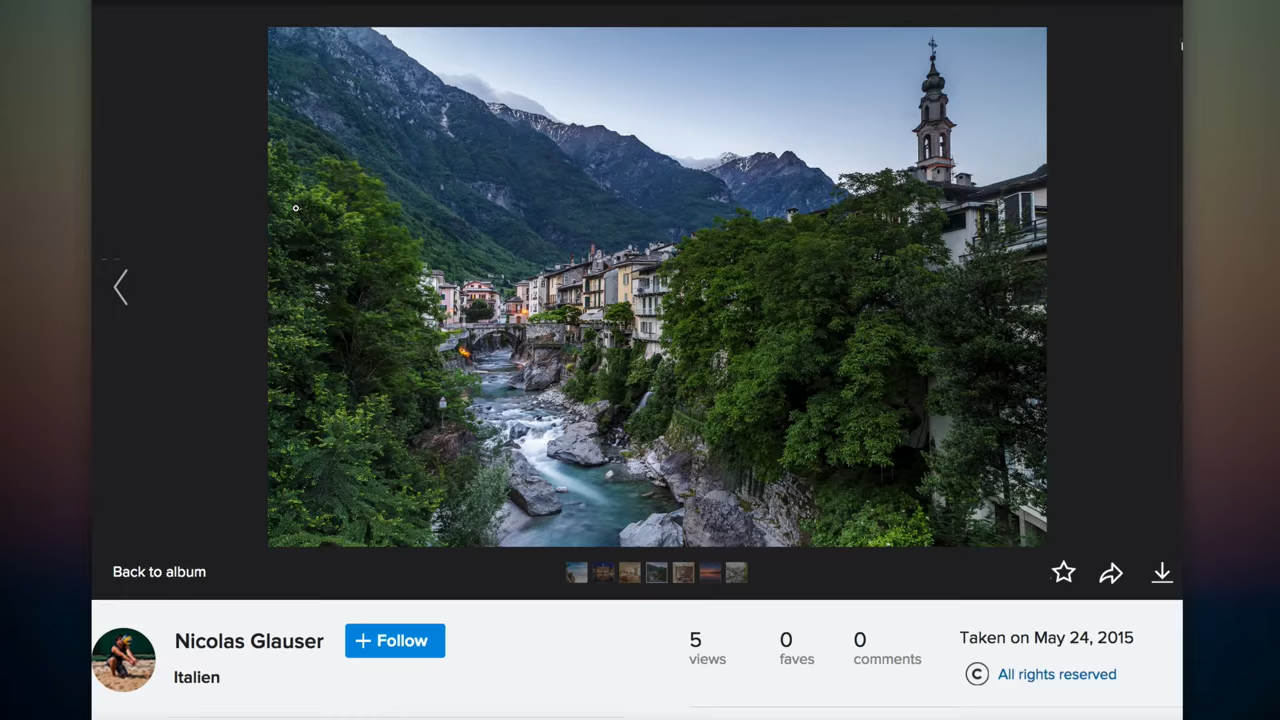 Back to album
Nicolas Glauser
+ Follow
Italien
5
views
0
faves
0
comments
Taken on May 24, 2015
© All rights reserved